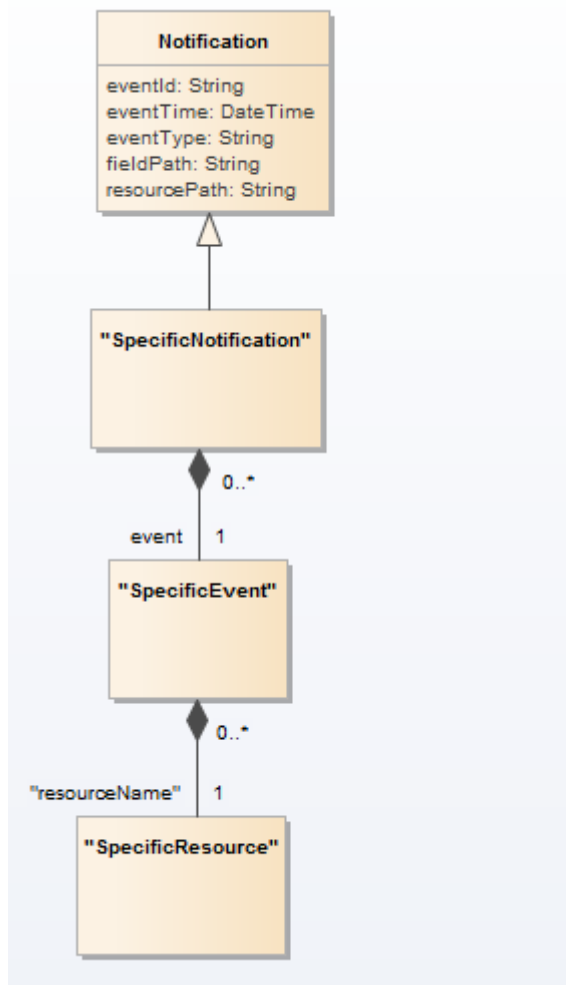 Notification
eventId: String
eventTime: DateTime
eventType: String
fieldPath: String
resourcePath: String
"SpecificNotification"
0..*
event 1
"SpecificEvent"
0..*
"resourceName" 1
"SpecificResource"